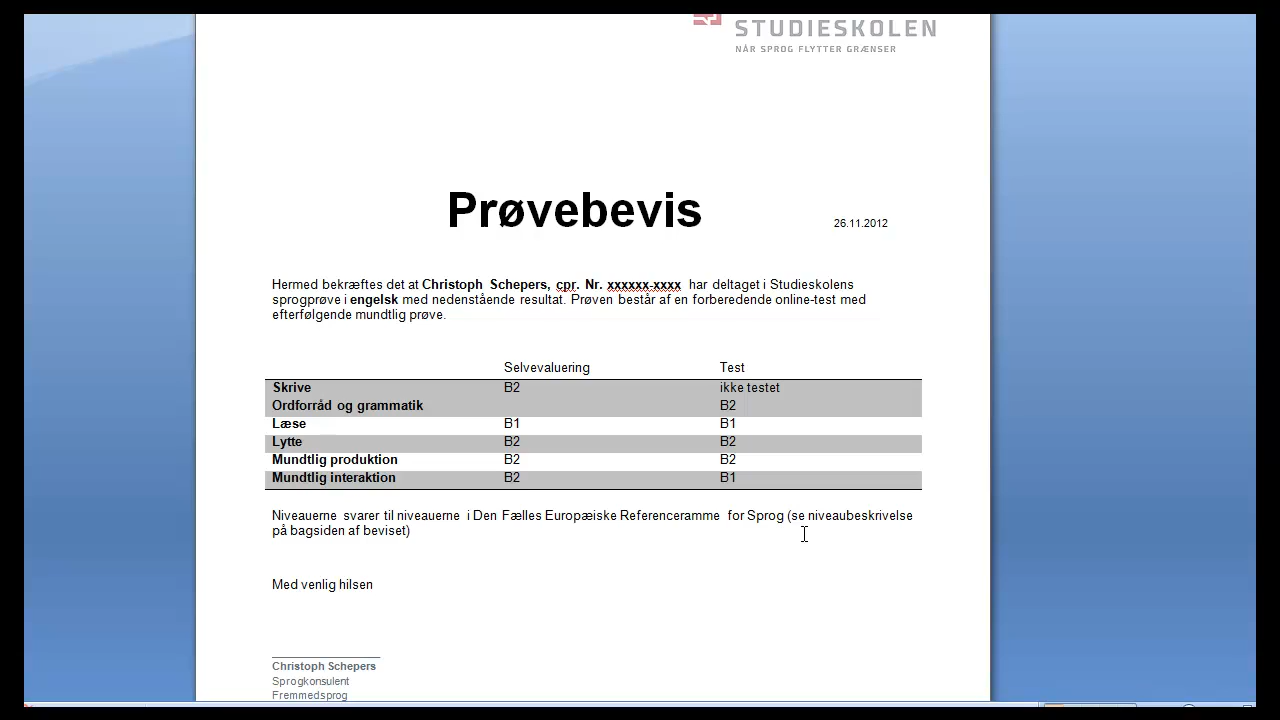 STUDIESKOLEN
NÅR SPROG FLYTTER GRÆNSER
Prøvebevis
26.11.2012
Hermed bekræftes det at Christoph Schepers, cpr. Nr. xxxxxx-xxxx har deltaget i Studieskolens
sprogprøve i engelsk med nedenstående resultat. Prøven består af en forberedende online-test med
efterfølgende mundtlig prøve.
Selvevaluering Test
Skrive B2 ikke testet
Ordforråd og grammatik B2
Læse B1 B1
Lytte B2 B2
Mundtlig produktion B2 B2
Mundtlig interaktion B2 B1
Niveauerne svarer til niveauerne i Den Fælles Europæiske Referenceramme for Sprog (se niveaubeskrivelse
på bagsiden af beviset)
Med venlig hilsen
Christoph Schepers
Sprogkonsulent
Fremmedsprog